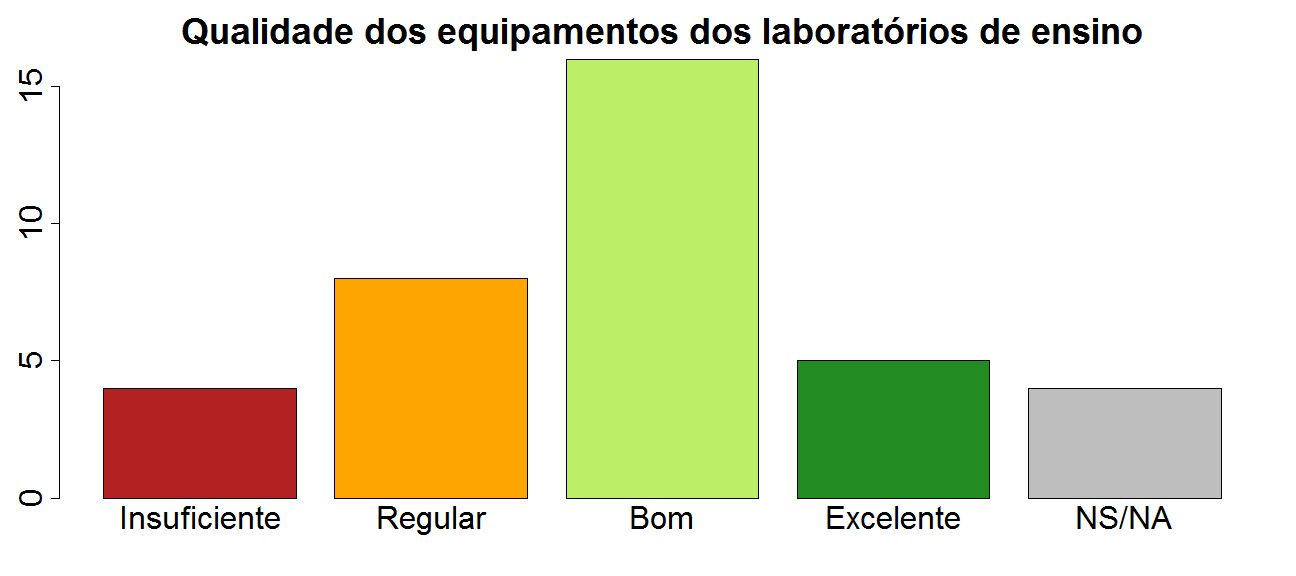 Qualidade dos equipamentos dos laboratórios de ensino
15
10
5
0
Insuficiente Regular Bom Excelente NS/NA